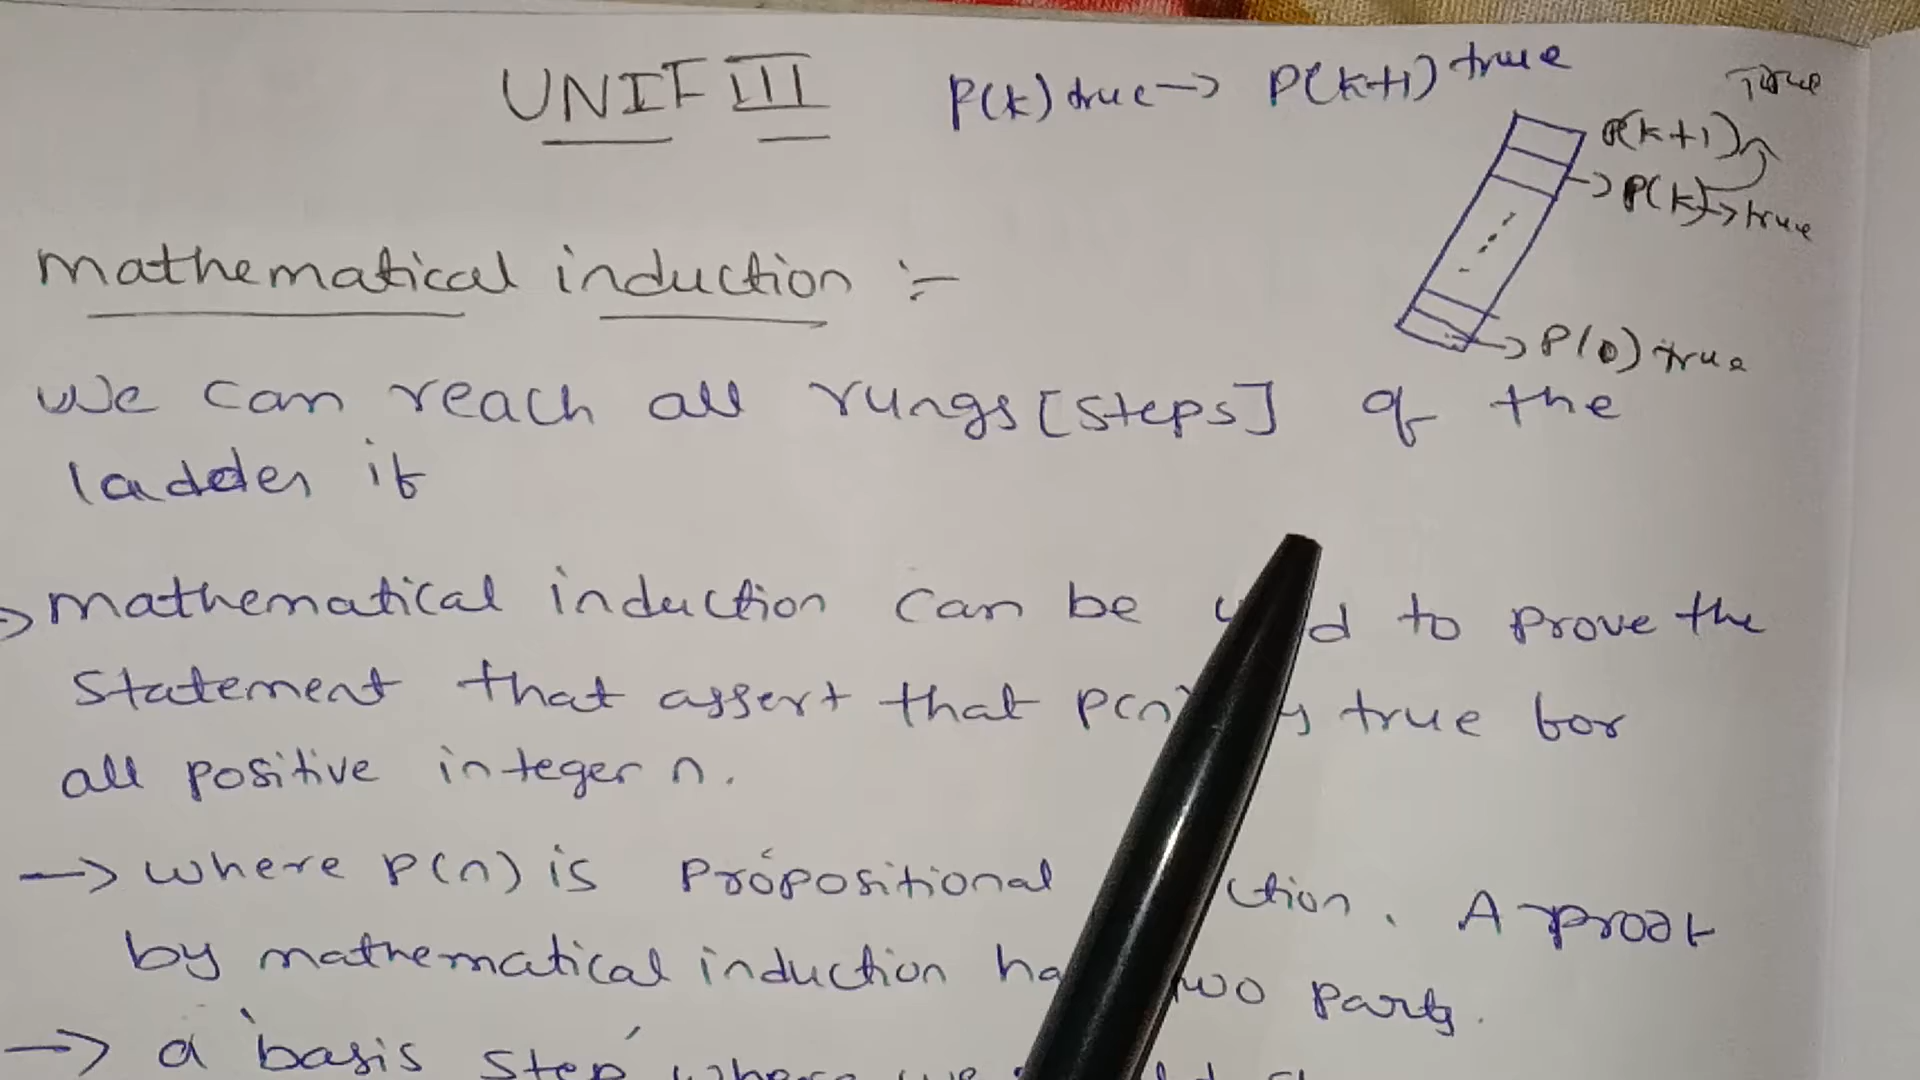 UNIT III P(k) true -> P(k+1) true
True
P(k+1)
-> P(k) -> true
mathematical induction :-
-> P(0) true
we can reach all rungs [steps] of the
ladder if
-> mathematical induction can be to prove the
statement that assert that P(n) true for
all positive integer n.
-> where P(n) is propositional . A proof
by mathematical induction two parts.
-> a basis step